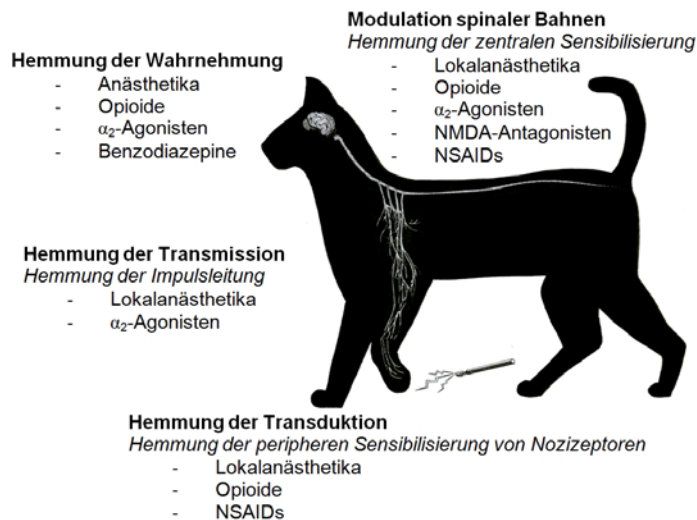 Hemmung der Wahrnehmung
- Anästhetika
- Opioide
- α₂-Agonisten
- Benzodiazepine
Modulation spinaler Bahnen
Hemmung der zentralen Sensibilisierung
- Lokalanästhetika
- Opioide
- α₂-Agonisten
- NMDA-Antagonisten
- NSAIDs
Hemmung der Transmission
Hemmung der Impulsleitung
- Lokalanästhetika
- α₂-Agonisten
Hemmung der Transduktion
Hemmung der peripheren Sensibilisierung von Nozizeptoren
- Lokalanästhetika
- Opioide
- NSAIDs